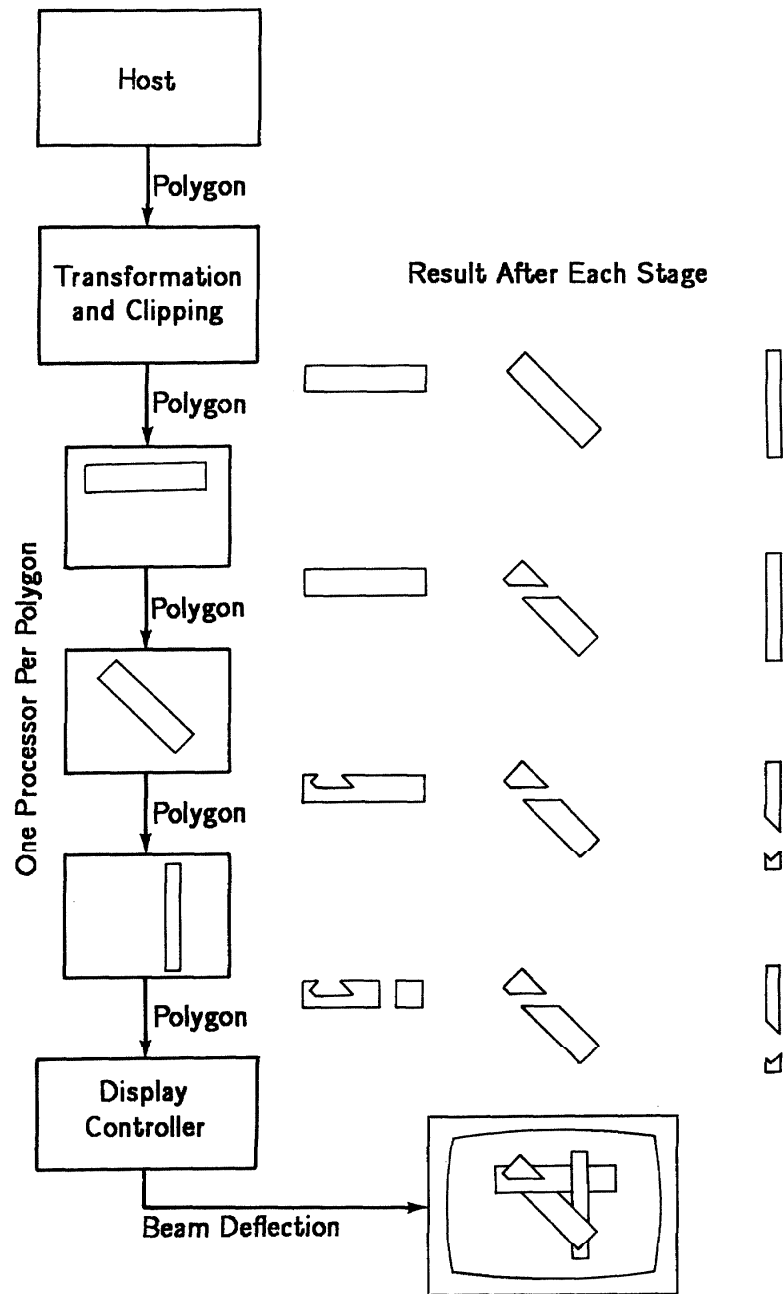 Host
Polygon
Transformation
and Clipping
Result After Each Stage
Polygon
One Processor Per Polygon
Polygon
Polygon
Polygon
Display
Controller
Beam Deflection